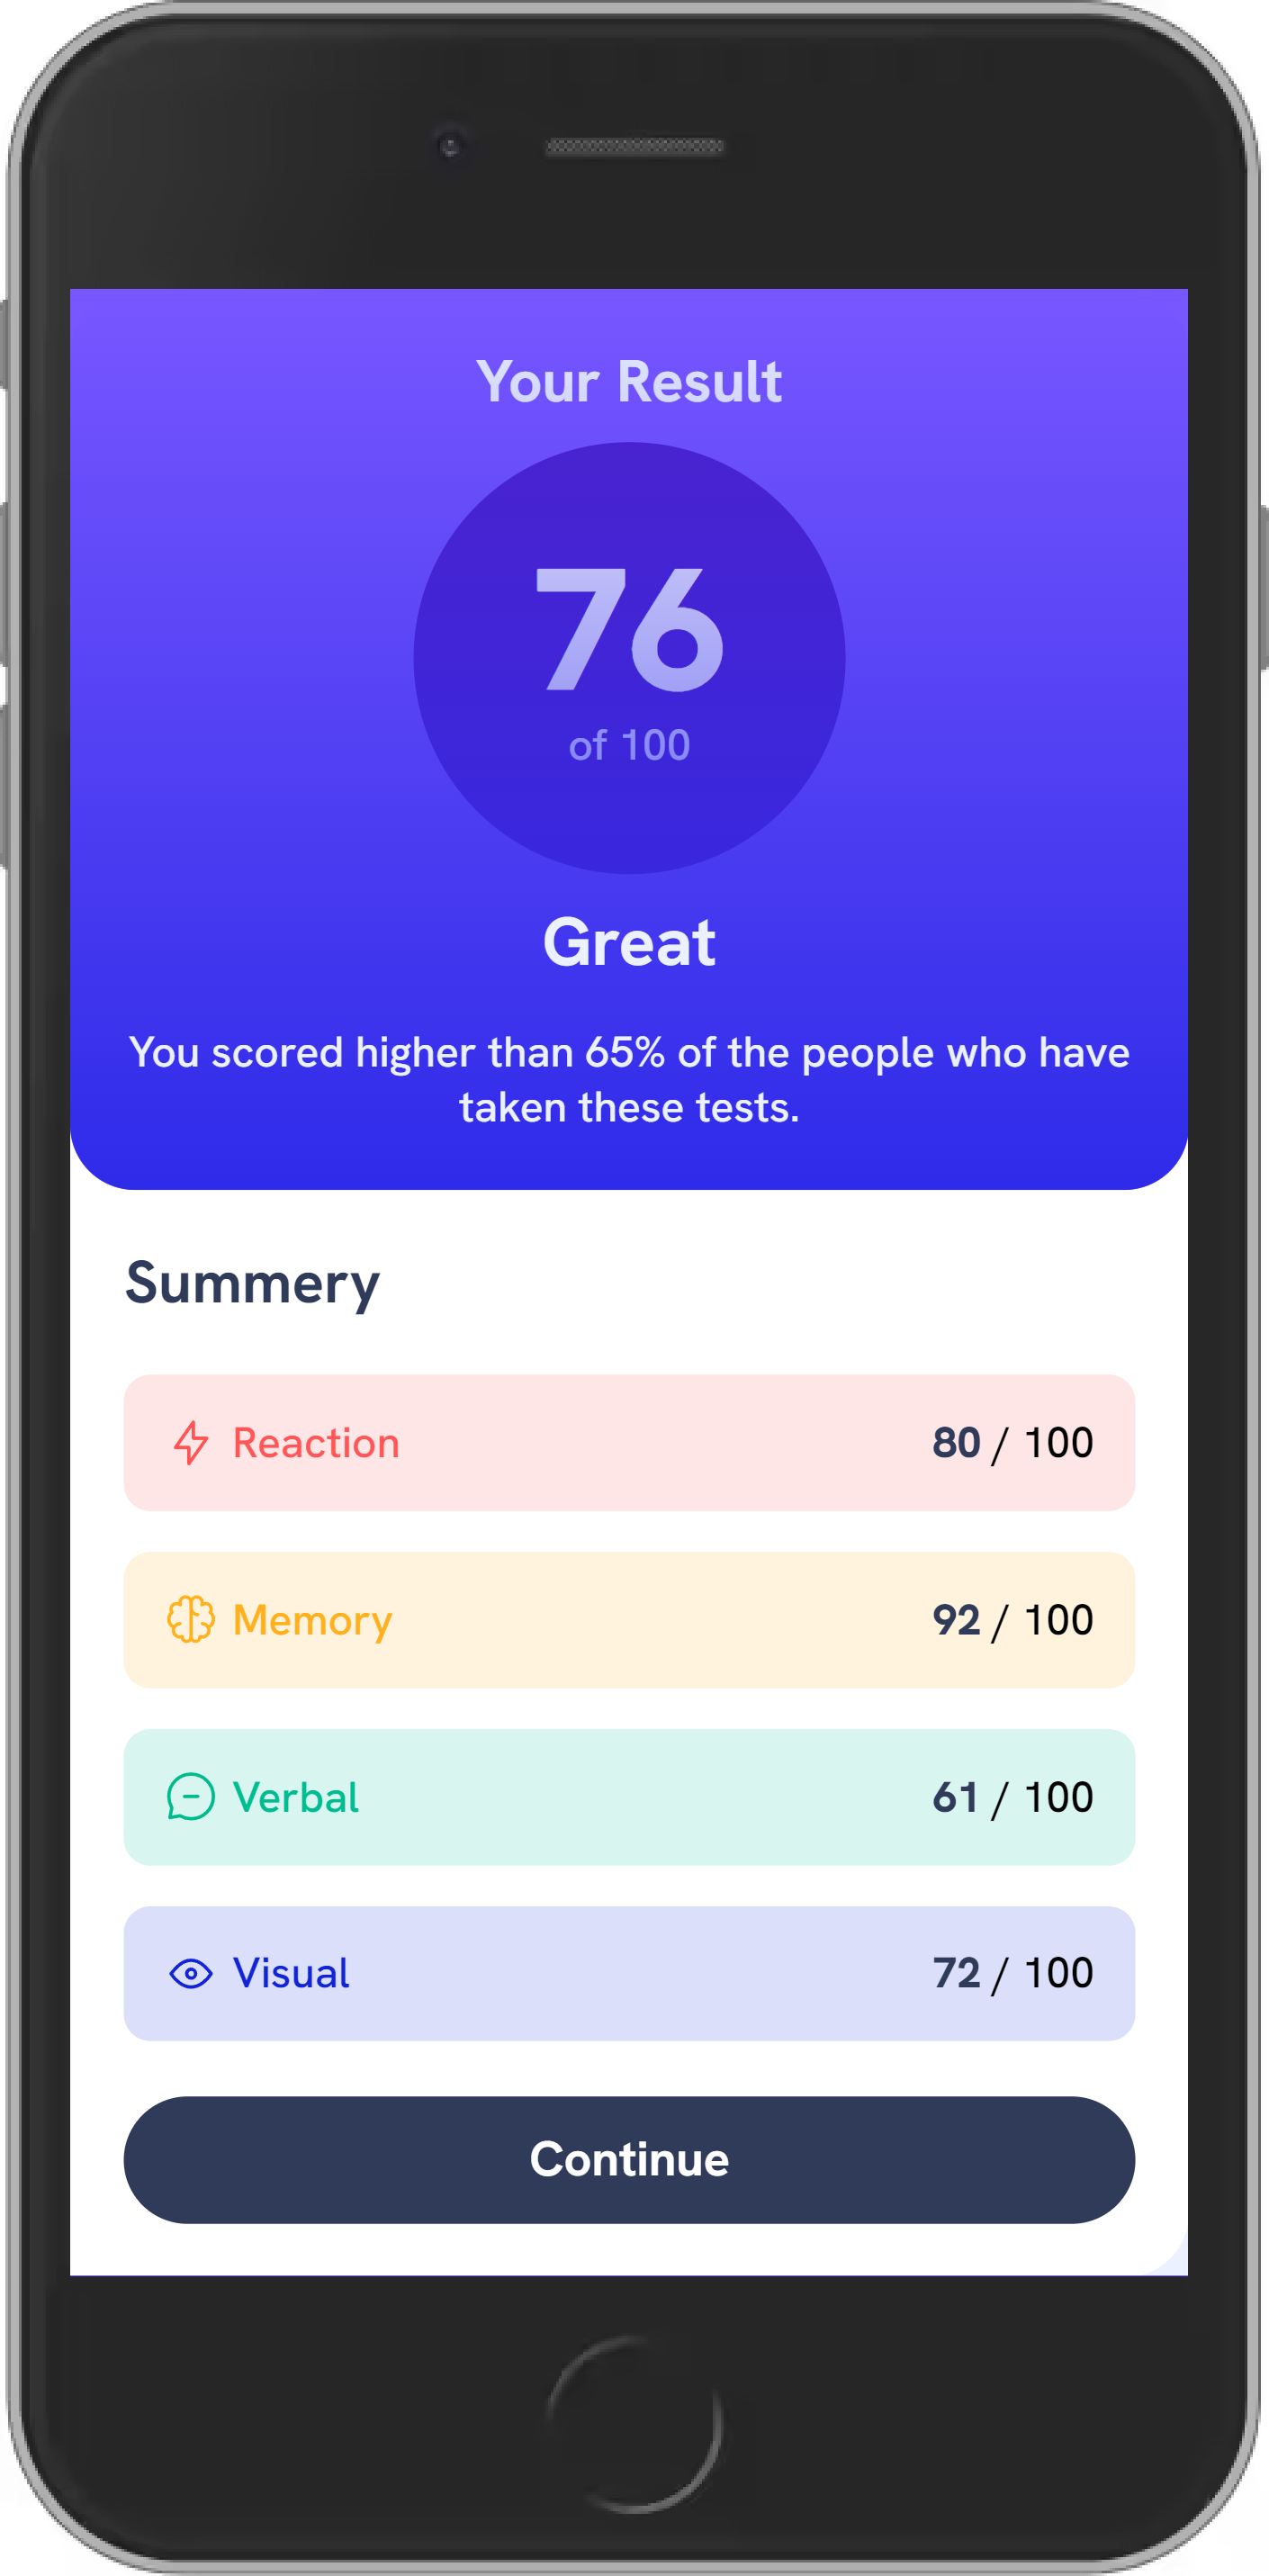 Your Result
76
of 100
Great
You scored higher than 65% of the people who have
taken these tests.
Summery
Reaction 80 / 100
Memory 92 / 100
Verbal 61 / 100
Visual 72 / 100
Continue